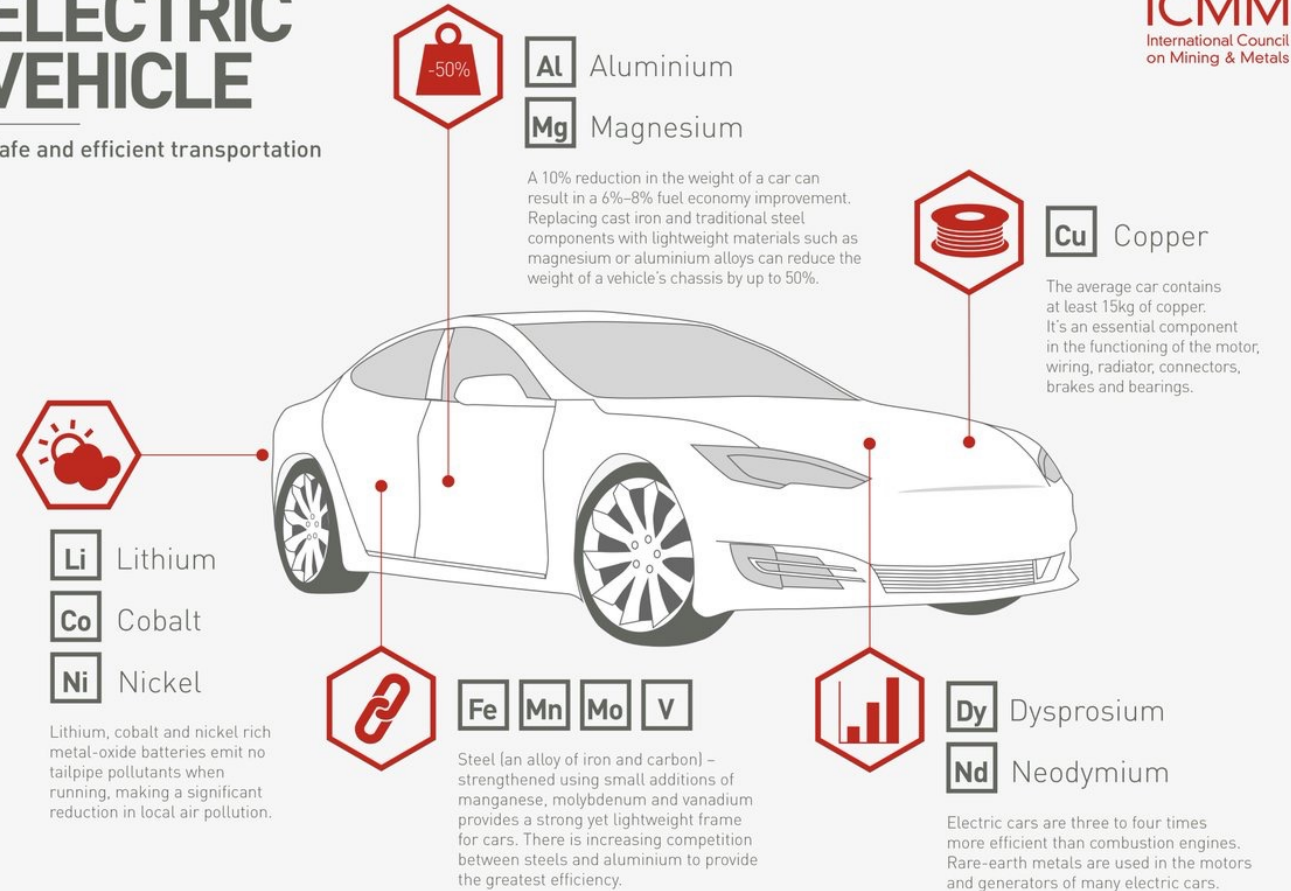 ELECTRIC
VEHICLE
afe and efficient transportation
ICMM
International Council
on Mining & Metals
-50%
Al Aluminium
Mg Magnesium
A 10% reduction in the weight of a car can
result in a 6%–8% fuel economy improvement.
Replacing cast iron and traditional steel
components with lightweight materials such as
magnesium or aluminium alloys can reduce the
weight of a vehicle's chassis by up to 50%.
Cu Copper
The average car contains
at least 15kg of copper.
It's an essential component
in the functioning of the motor,
wiring, radiator, connectors,
brakes and bearings.
Li Lithium
Co Cobalt
Ni Nickel
Lithium, cobalt and nickel rich
metal-oxide batteries emit no
tailpipe pollutants when
running, making a significant
reduction in local air pollution.
Fe Mn Mo V
Steel (an alloy of iron and carbon) –
strengthened using small additions of
manganese, molybdenum and vanadium
provides a strong yet lightweight frame
for cars. There is increasing competition
between steels and aluminium to provide
the greatest efficiency.
Dy Dysprosium
Nd Neodymium
Electric cars are three to four times
more efficient than combustion engines.
Rare-earth metals are used in the motors
and generators of many electric cars.